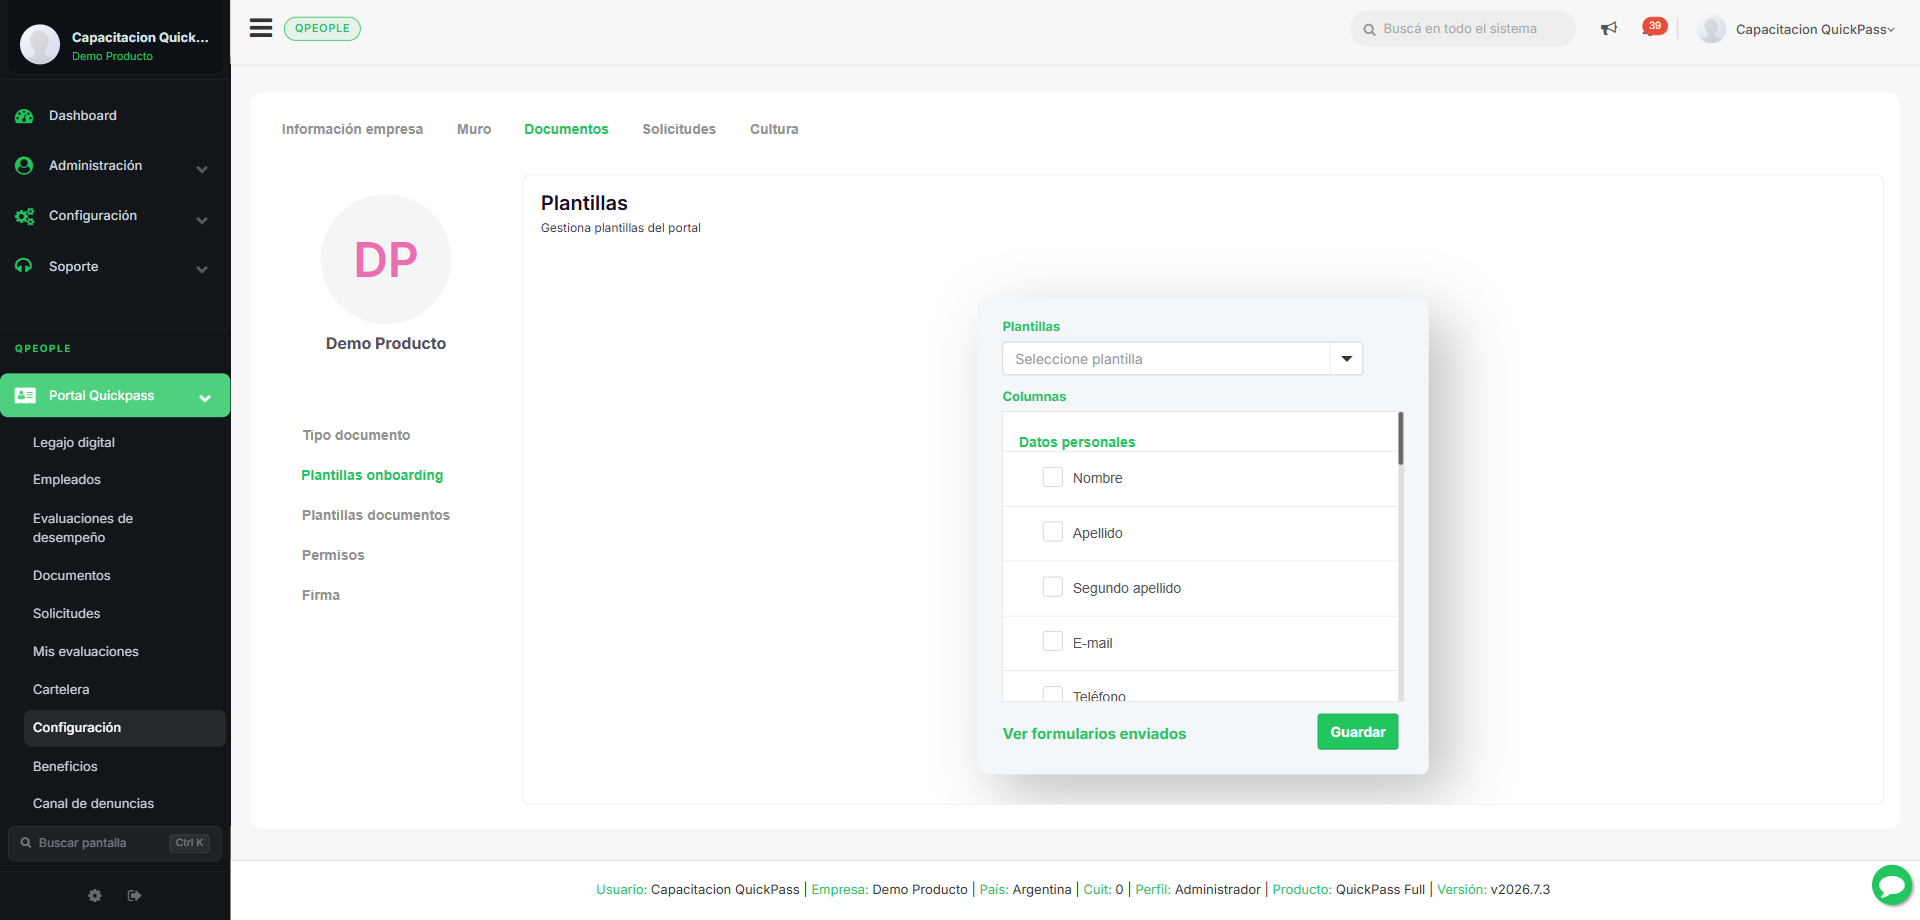 Capacitacion Quick...
Demo Producto
QPEOPLE
Buscá en todo el sistema
39
Capacitacion QuickPass
Dashboard
Administración
Configuración
Soporte
QPEOPLE
Portal Quickpass
Legajo digital
Empleados
Evaluaciones de
desempeño
Documentos
Solicitudes
Mis evaluaciones
Cartelera
Configuración
Beneficios
Canal de denuncias
Buscar pantalla
Ctrl K
Información empresa
Muro
Documentos
Solicitudes
Cultura
DP
Demo Producto
Tipo documento
Plantillas onboarding
Plantillas documentos
Permisos
Firma
Plantillas
Gestiona plantillas del portal
Plantillas
Seleccione plantilla
Columnas
Datos personales
Nombre
Apellido
Segundo apellido
E-mail
Teléfono
Ver formularios enviados
Guardar
Usuario: Capacitacion QuickPass | Empresa: Demo Producto | País: Argentina | Cuit: 0 | Perfil: Administrador | Producto: QuickPass Full | Versión: v2026.7.3